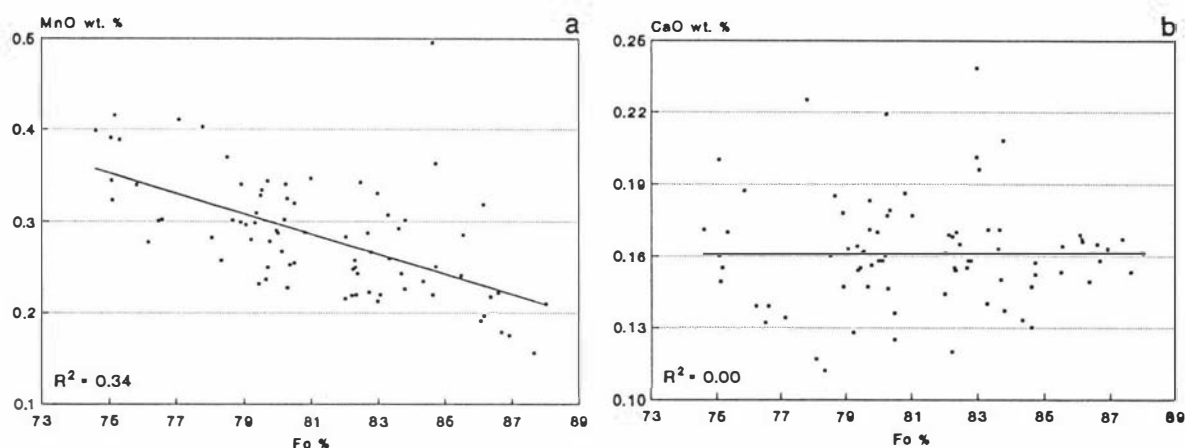 MnO wt. %
a
0.5
0.4
0.3
0.2
0.1
R² = 0.34
73 75 77 79 81 83 85 87 89
Fo %
CaO wt. %
b
0.25
0.22
0.19
0.16
0.13
0.10
R² = 0.00
73 75 77 79 81 83 85 87 89
Fo %